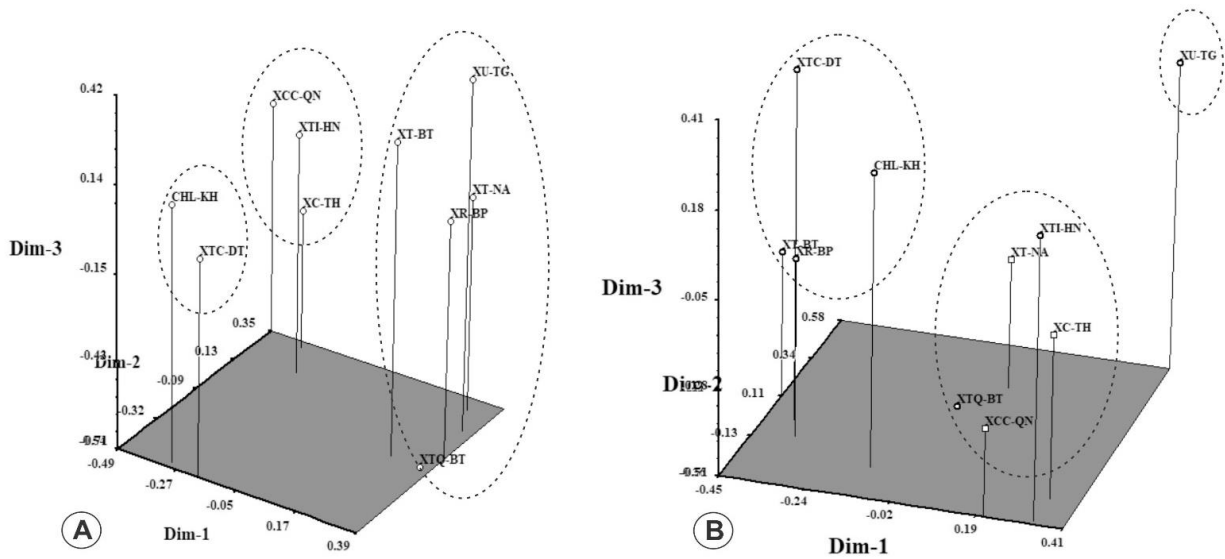 XU-TG
0.42
XCC-QN
XTI-HN
XT-BT
0.14
CHL-KH
XC-TH
XT-NA
XR-BP
Dim-3
XTC-DT
-0.15
0.35
0.13
Dim-2
-0.09
-0.32
-0.49
-0.27
XTQ-BT
-0.05
0.17
0.39
Dim-1
A
XU-TG
XTC-DT
0.41
CHL-KH
0.18
XTI-HN
XT-BT
XR-BP
XT-NA
Dim-3
-0.05
0.58
XC-TH
0.34
Dim-2
0.11
XTQ-BT
-0.13
XCC-QN
-0.45
-0.24
-0.02
0.19
0.41
Dim-1
B